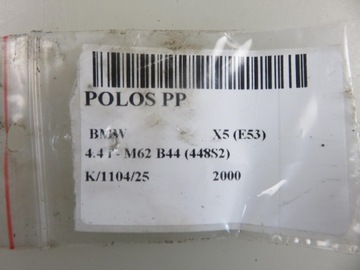 POLOS PP
BMW X5 (E53)
4.4 i - M62 B44 (448S2)
K/1104/25 2000